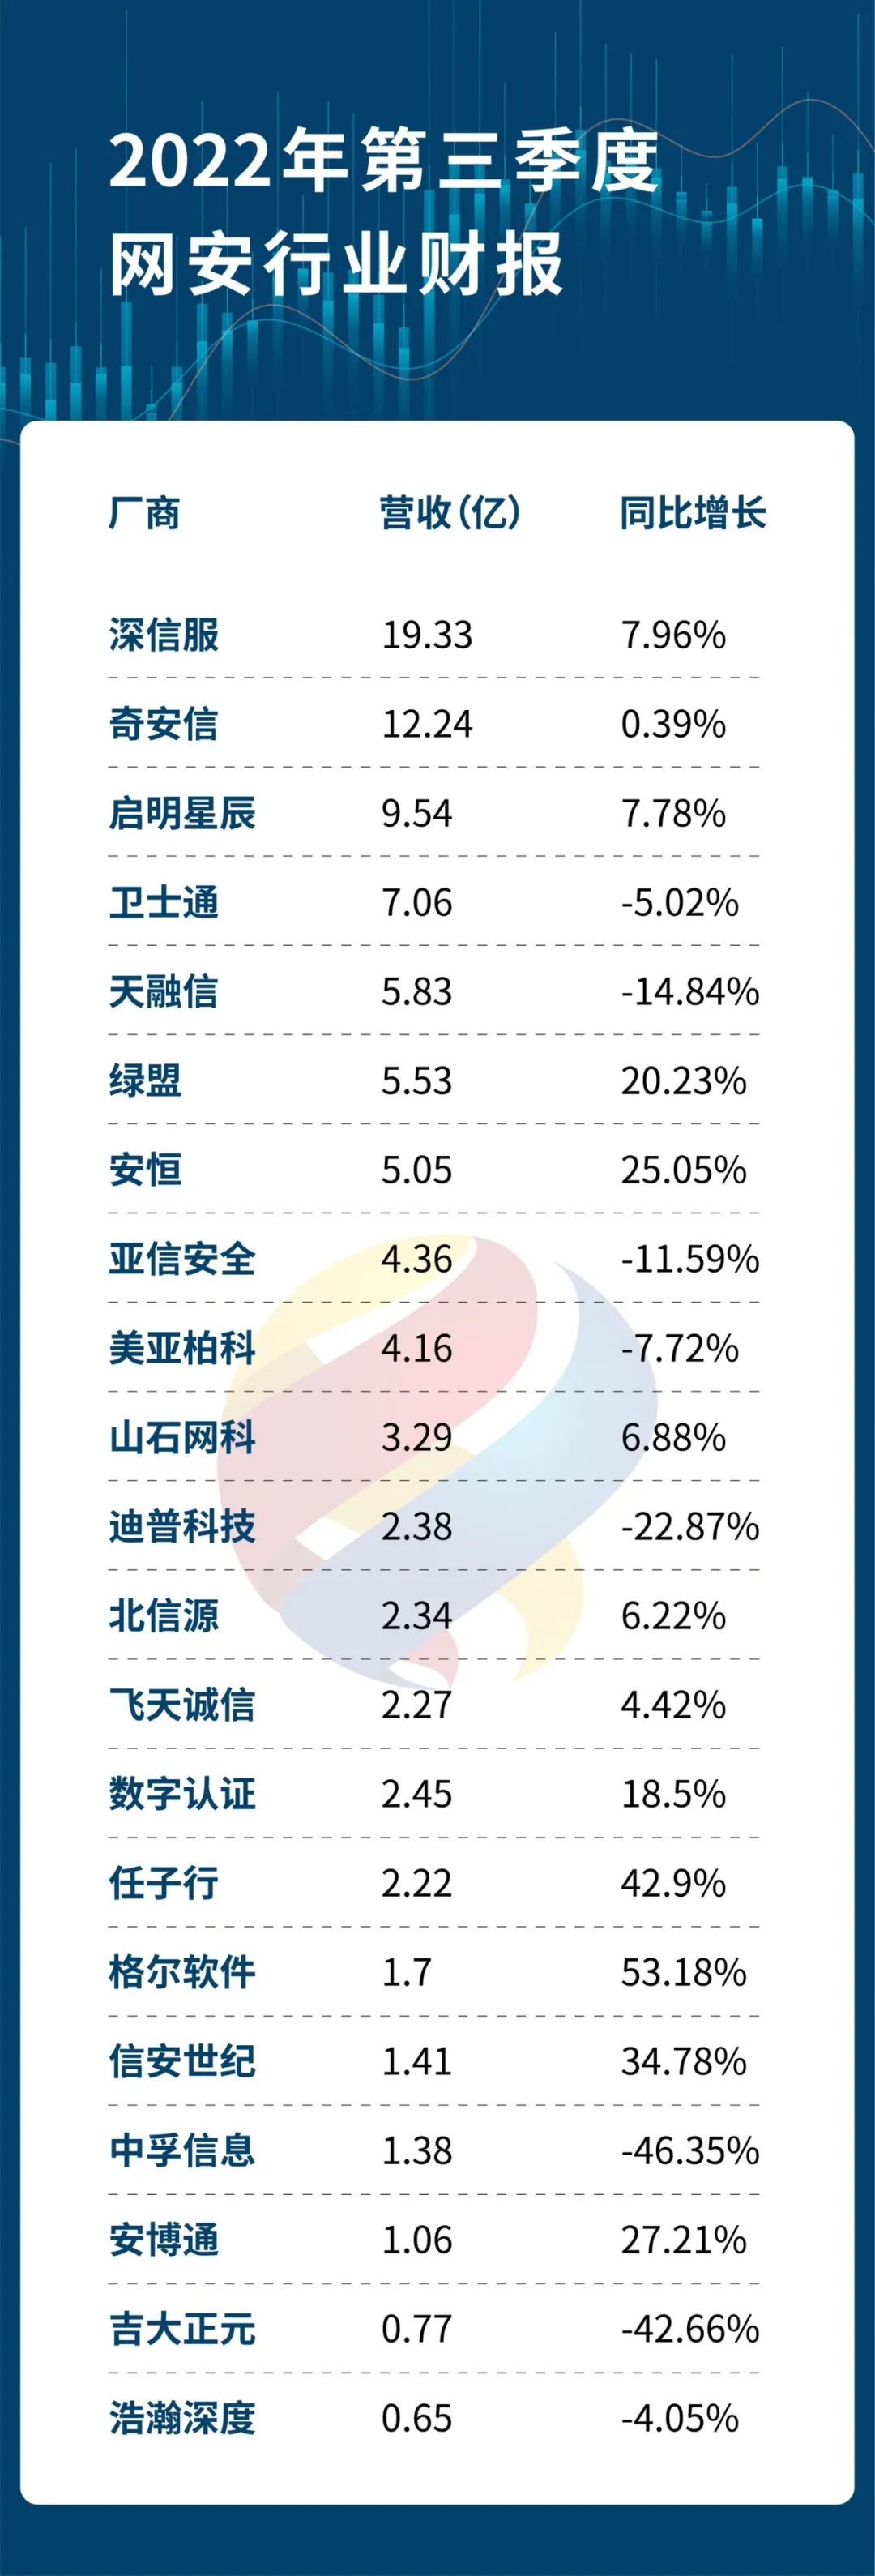 2022年第三季度
网安行业财报
厂商 营收(亿) 同比增长
深信服 19.33 7.96%
奇安信 12.24 0.39%
启明星辰 9.54 7.78%
卫士通 7.06 -5.02%
天融信 5.83 -14.84%
绿盟 5.53 20.23%
安恒 5.05 25.05%
亚信安全 4.36 -11.59%
美亚柏科 4.16 -7.72%
山石网科 3.29 6.88%
迪普科技 2.38 -22.87%
北信源 2.34 6.22%
飞天诚信 2.27 4.42%
数字认证 2.45 18.5%
任子行 2.22 42.9%
格尔软件 1.7 53.18%
信安世纪 1.41 34.78%
中孚信息 1.38 -46.35%
安博通 1.06 27.21%
吉大正元 0.77 -42.66%
浩瀚深度 0.65 -4.05%